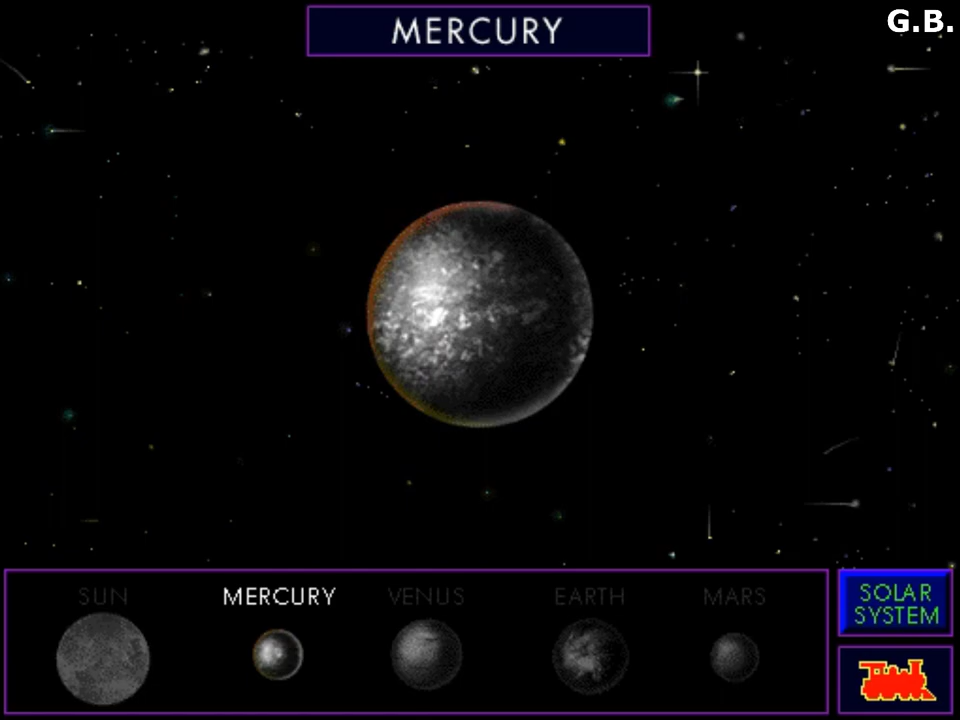 MERCURY
G.B.
SUN
MERCURY
VENUS
EARTH
MARS
SOLAR
SYSTEM